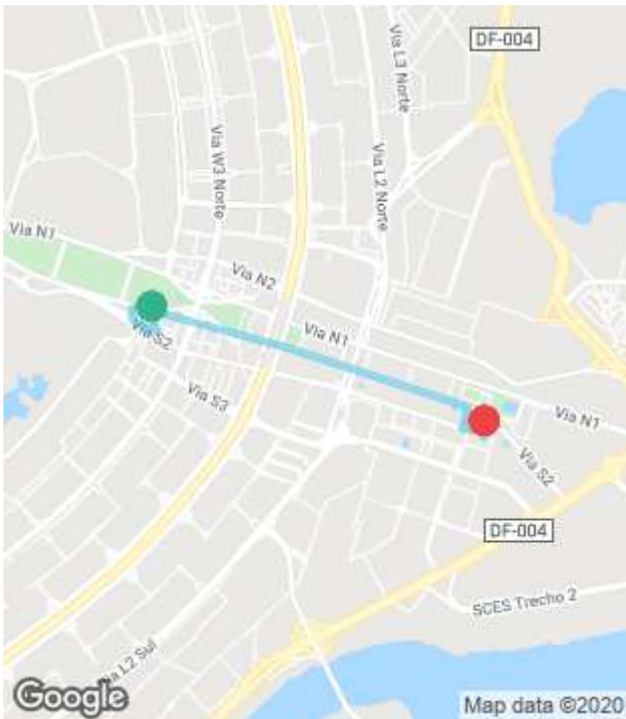 DF-004
Via L3 Norte
Via W3 Norte
Via L2 Norte
Via N1
Via N2
Via N1
Via S2
Via S3
Via N1
Via S2
DF-004
SCES Trecho 2
Via L2 Sul
Google
Map data ©2020